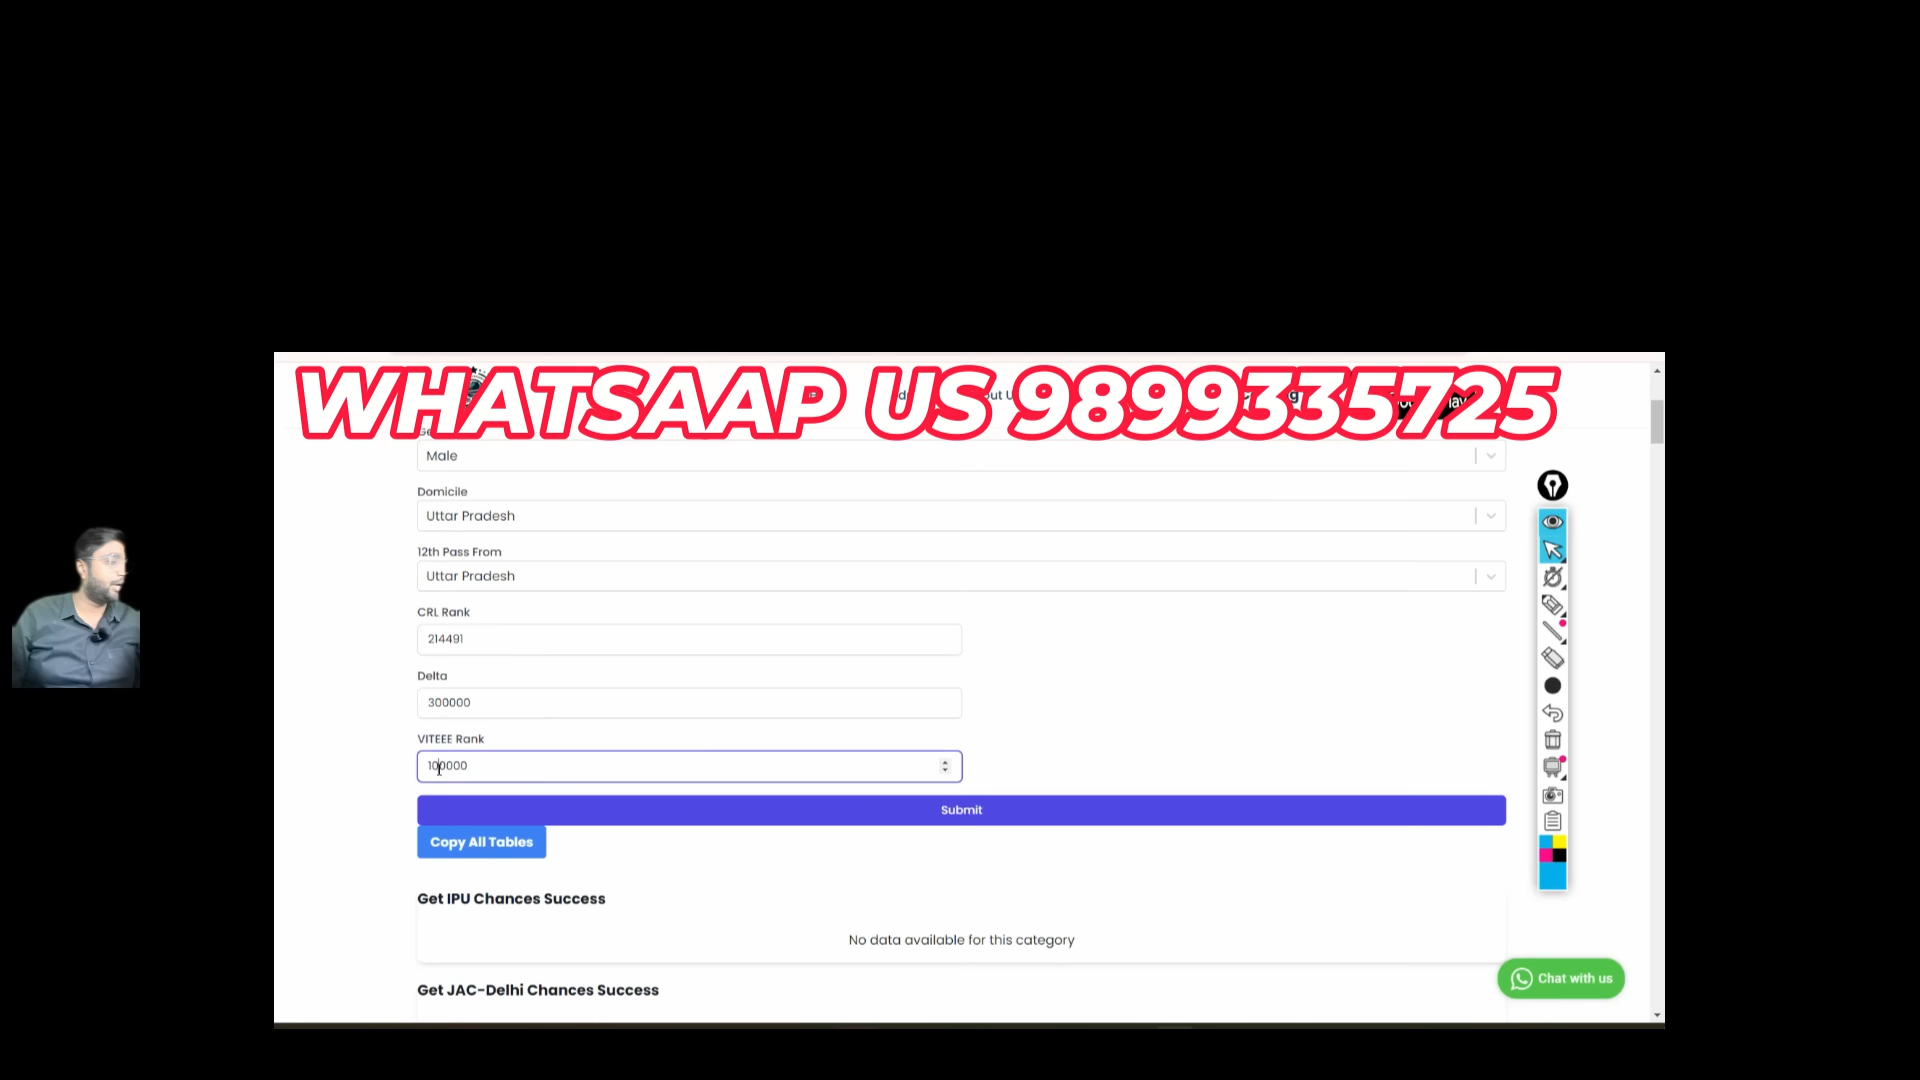 WHATSAAP US 9899335725
Male
Domicile
Uttar Pradesh
12th Pass From
Uttar Pradesh
CRL Rank
214491
Delta
300000
VITEEE Rank
100000
Submit
Copy All Tables
Get IPU Chances Success
No data available for this category
Chat with us
Get JAC-Delhi Chances Success